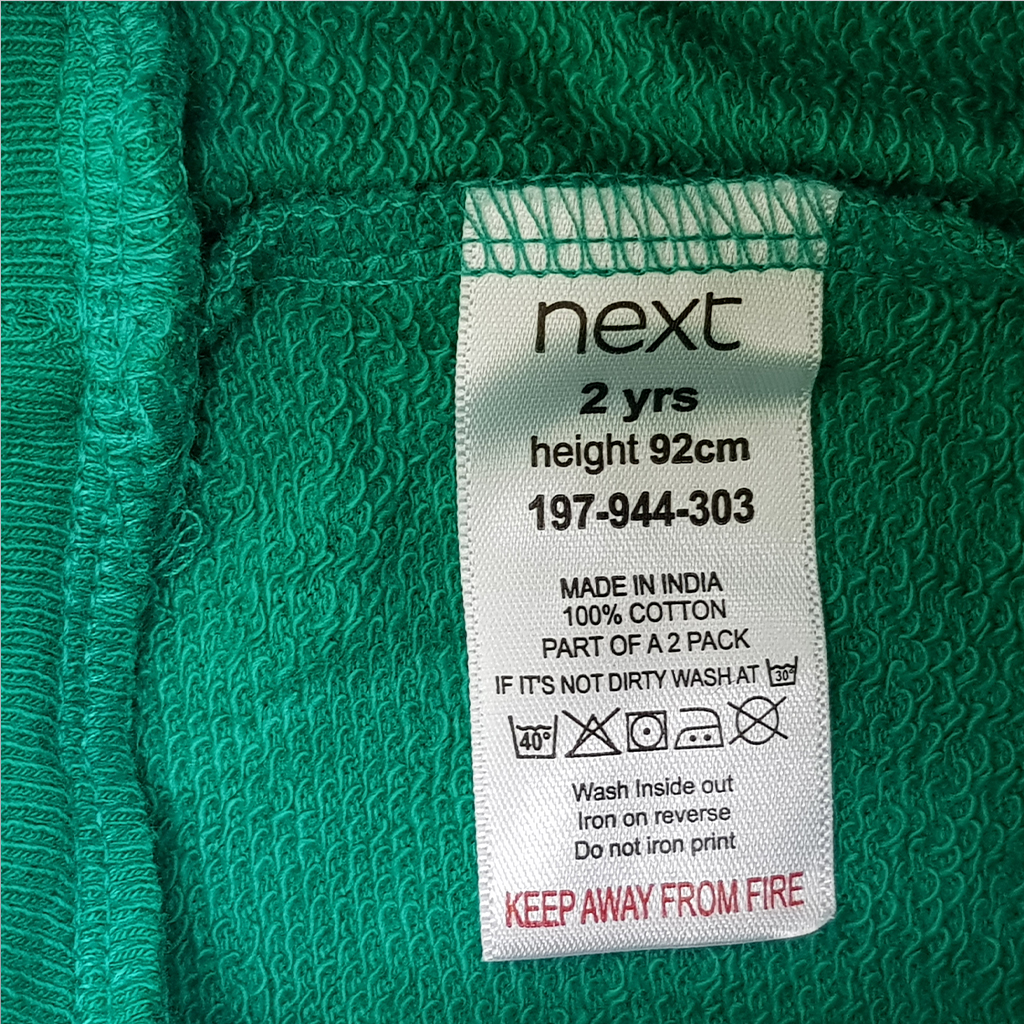 next
2 yrs
height 92cm
197-944-303
MADE IN INDIA
100% COTTON
PART OF A 2 PACK
IF IT'S NOT DIRTY WASH AT 30°
40°
Wash Inside out
Iron on reverse
Do not iron print
KEEP AWAY FROM FIRE